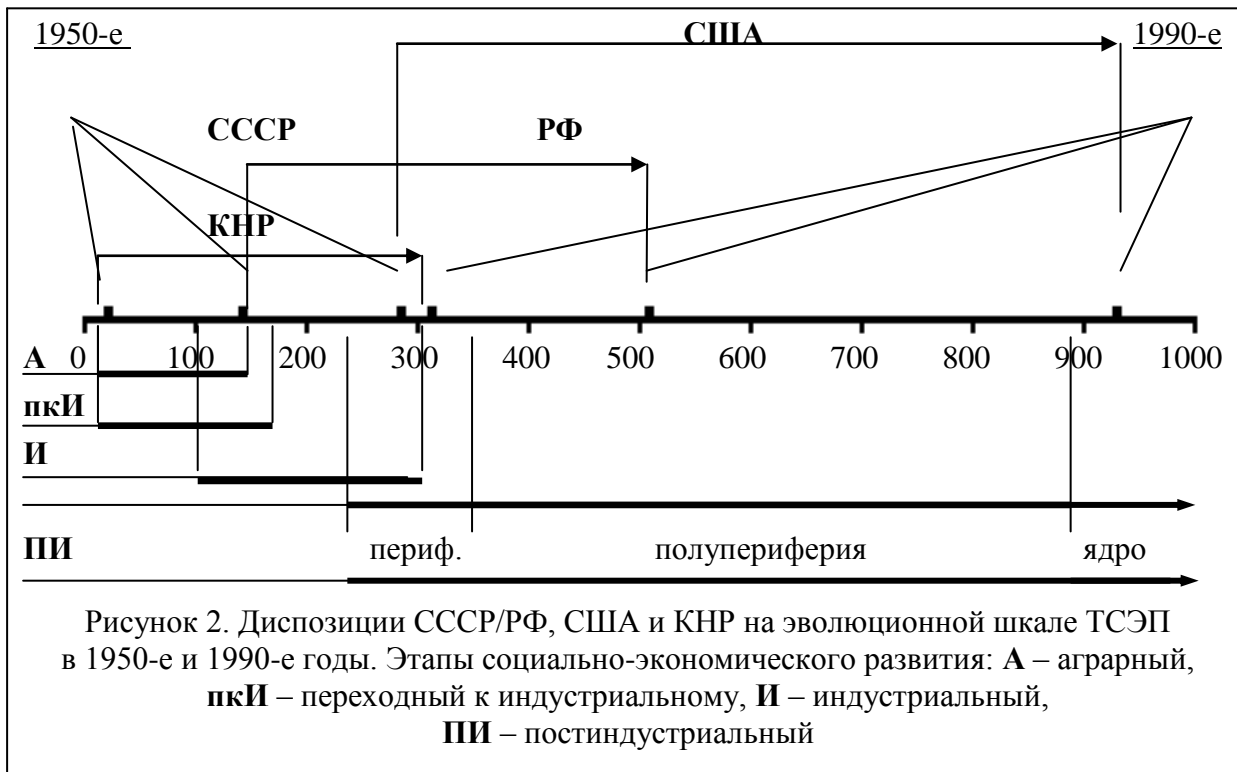 1950-е США 1990-е
СССР РФ
КНР
0 100 200 300 400 500 600 700 800 900 1000
А
пкИ
И
ПИ периф. полупериферия ядро
Рисунок 2. Диспозиции СССР/РФ, США и КНР на эволюционной шкале ТСЭП
в 1950-е и 1990-е годы. Этапы социально-экономического развития: А – аграрный,
пкИ – переходный к индустриальному, И – индустриальный,
ПИ – постиндустриальный